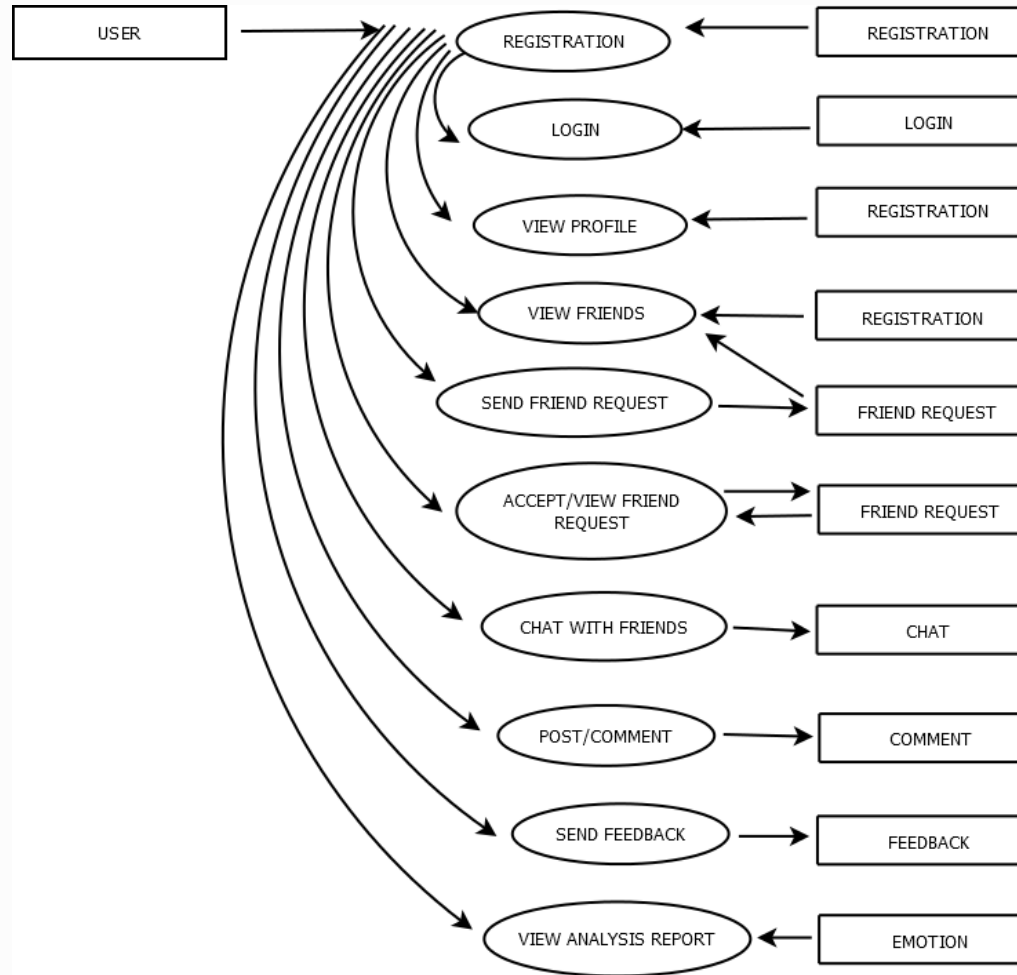 USER
REGISTRATION
REGISTRATION
LOGIN
LOGIN
VIEW PROFILE
REGISTRATION
VIEW FRIENDS
REGISTRATION
SEND FRIEND REQUEST
FRIEND REQUEST
ACCEPT/VIEW FRIEND
REQUEST
FRIEND REQUEST
CHAT WITH FRIENDS
CHAT
POST/COMMENT
COMMENT
SEND FEEDBACK
FEEDBACK
VIEW ANALYSIS REPORT
EMOTION